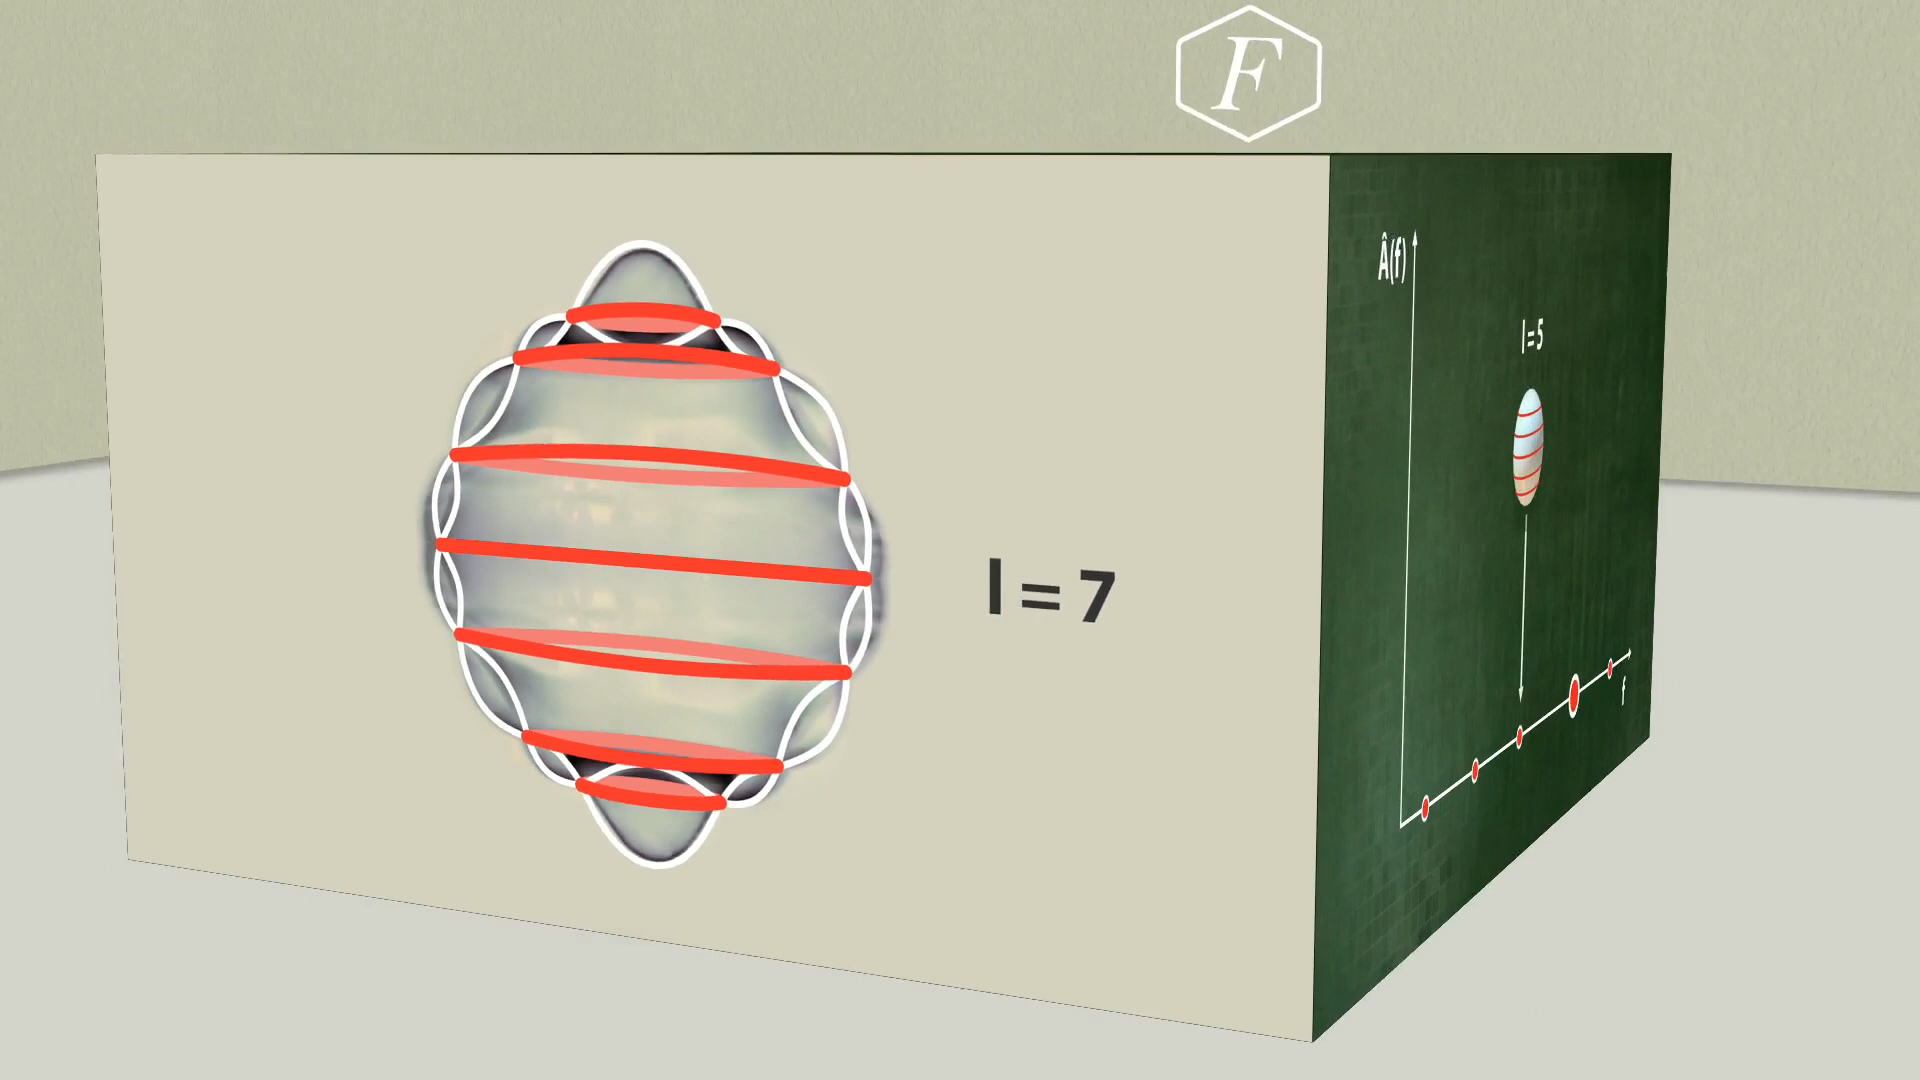 F
Â(f)
l = 5
l = 7
f